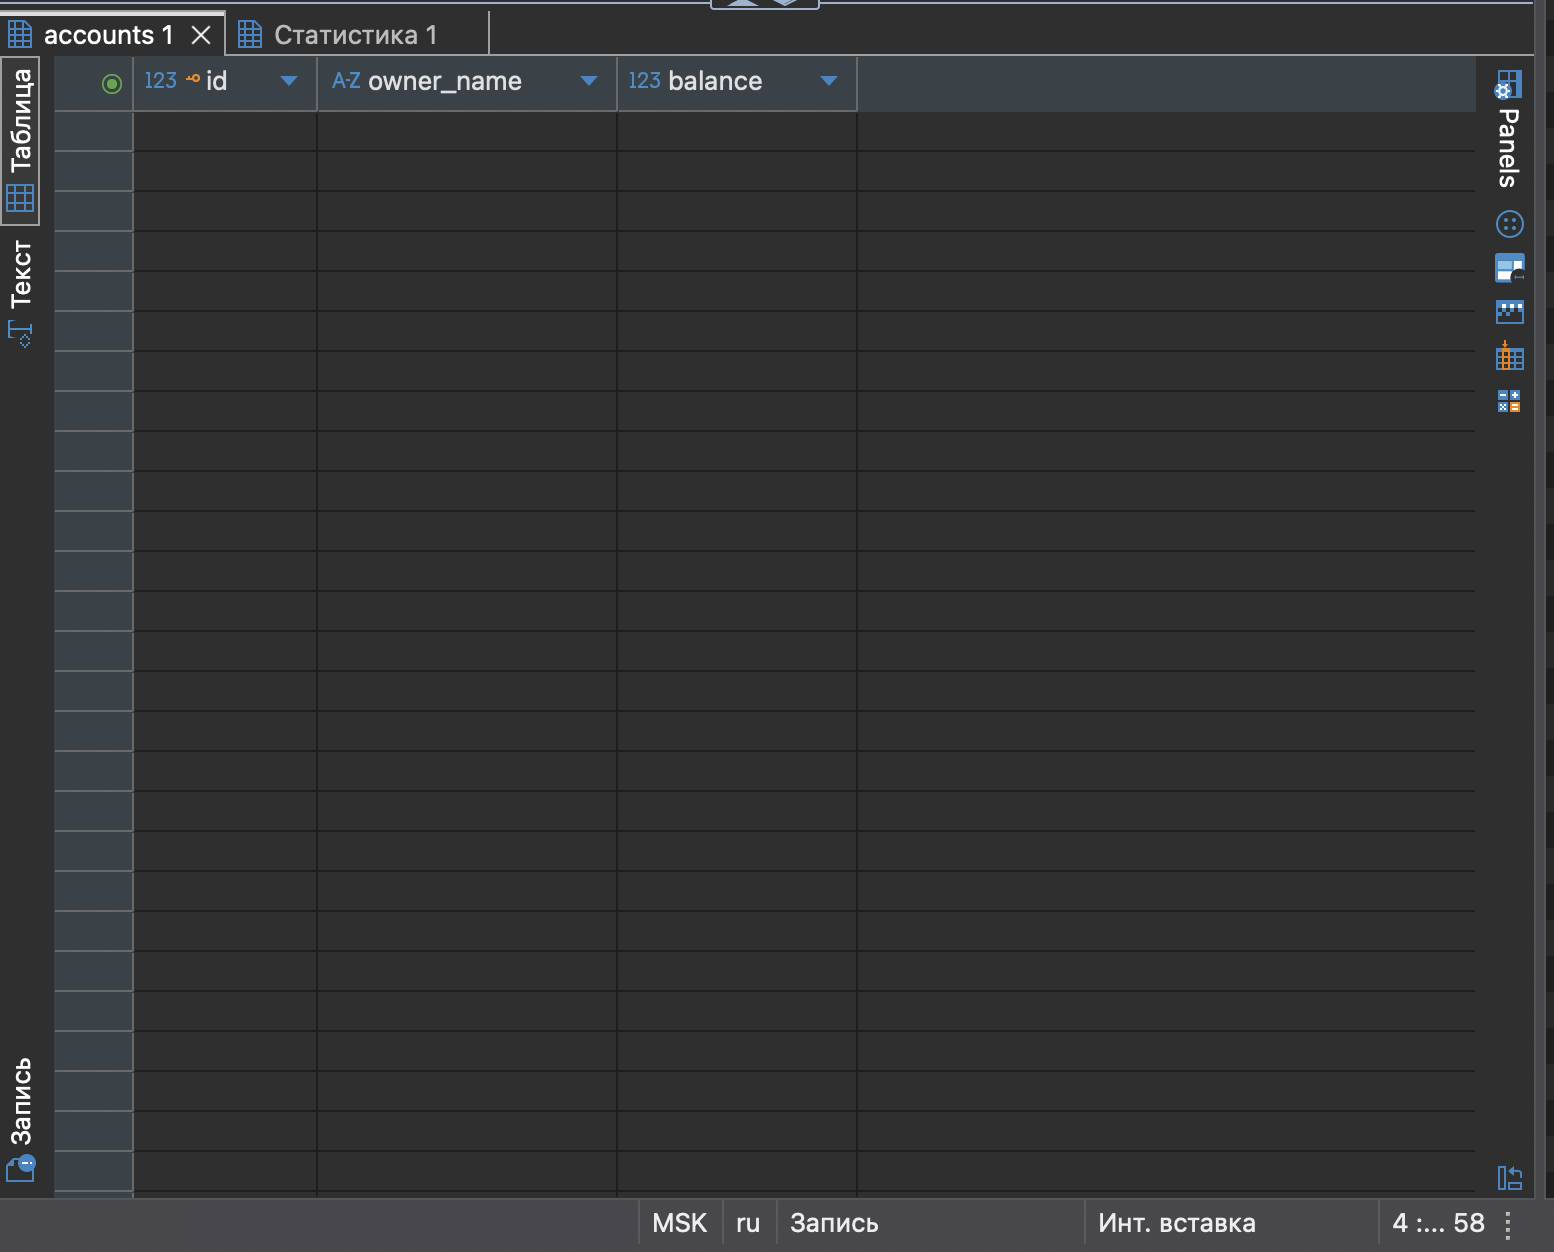 accounts 1
Статистика 1
Таблица
Текст
Запись
123 id
A-Z owner_name
123 balance
Panels
MSK
ru
Запись
Инт. вставка
4 :... 58